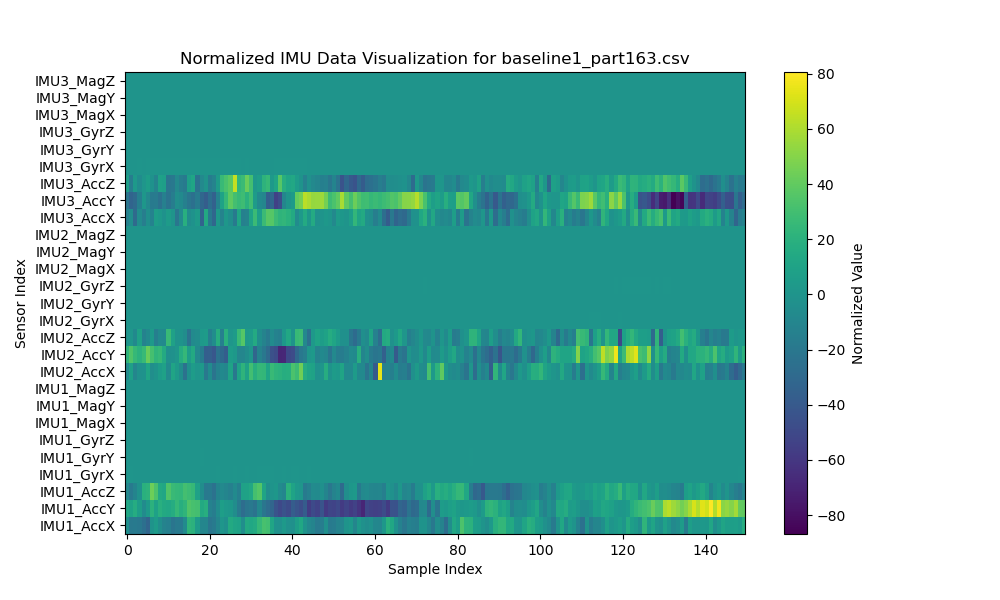 Normalized IMU Data Visualization for baseline1_part163.csv
IMU3_MagZ
IMU3_MagY
IMU3_MagX
IMU3_GyrZ
IMU3_GyrY
IMU3_GyrX
IMU3_AccZ
IMU3_AccY
IMU3_AccX
IMU2_MagZ
IMU2_MagY
IMU2_MagX
IMU2_GyrZ
IMU2_GyrY
IMU2_GyrX
IMU2_AccZ
IMU2_AccY
IMU2_AccX
IMU1_MagZ
IMU1_MagY
IMU1_MagX
IMU1_GyrZ
IMU1_GyrY
IMU1_GyrX
IMU1_AccZ
IMU1_AccY
IMU1_AccX
Sensor Index
0 20 40 60 80 100 120 140
Sample Index
80
60
40
20
0
−20
−40
−60
−80
Normalized Value